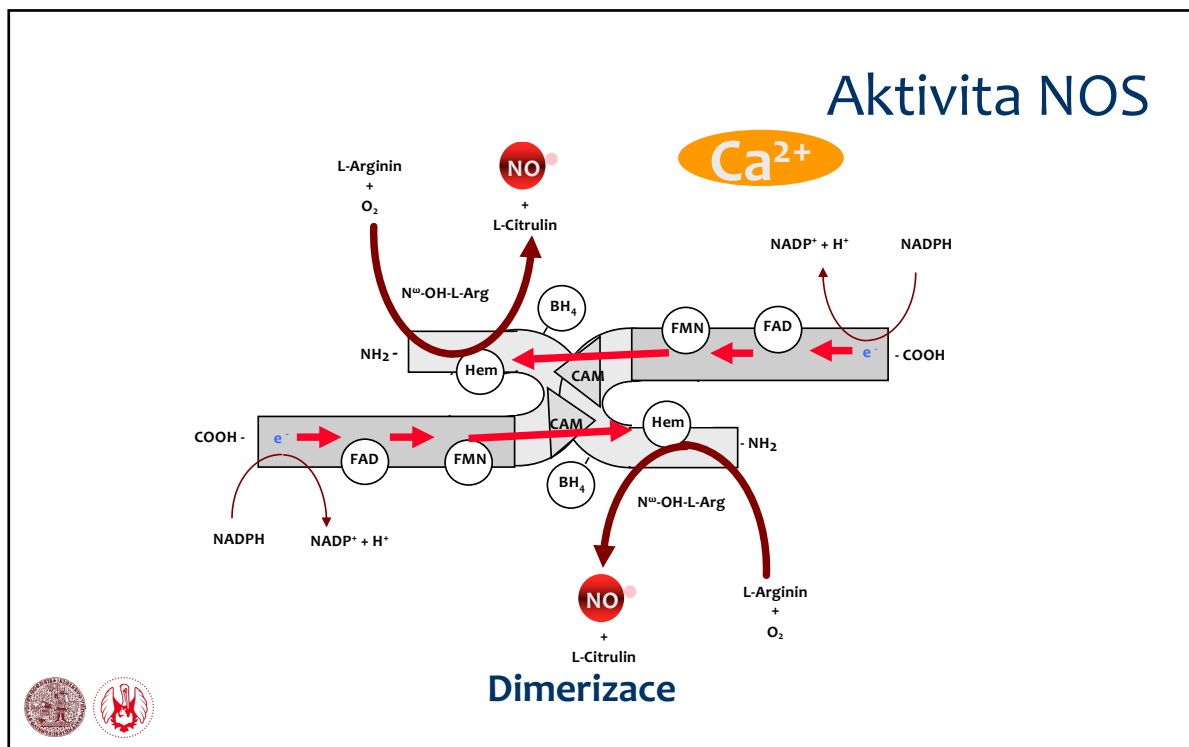 Aktivita NOS
Ca²⁺
L-Arginin
+
O₂
NO
+
L-Citrulin
NADP⁺ + H⁺
NADPH
Nω-OH-L-Arg
BH₄
FMN
FAD
NH₂ -
Hem
CAM
e⁻
- COOH
COOH -
e⁻
FAD
FMN
CAM
Hem
- NH₂
BH₄
Nω-OH-L-Arg
NADPH
NADP⁺ + H⁺
NO
+
L-Citrulin
L-Arginin
+
O₂
Dimerizace